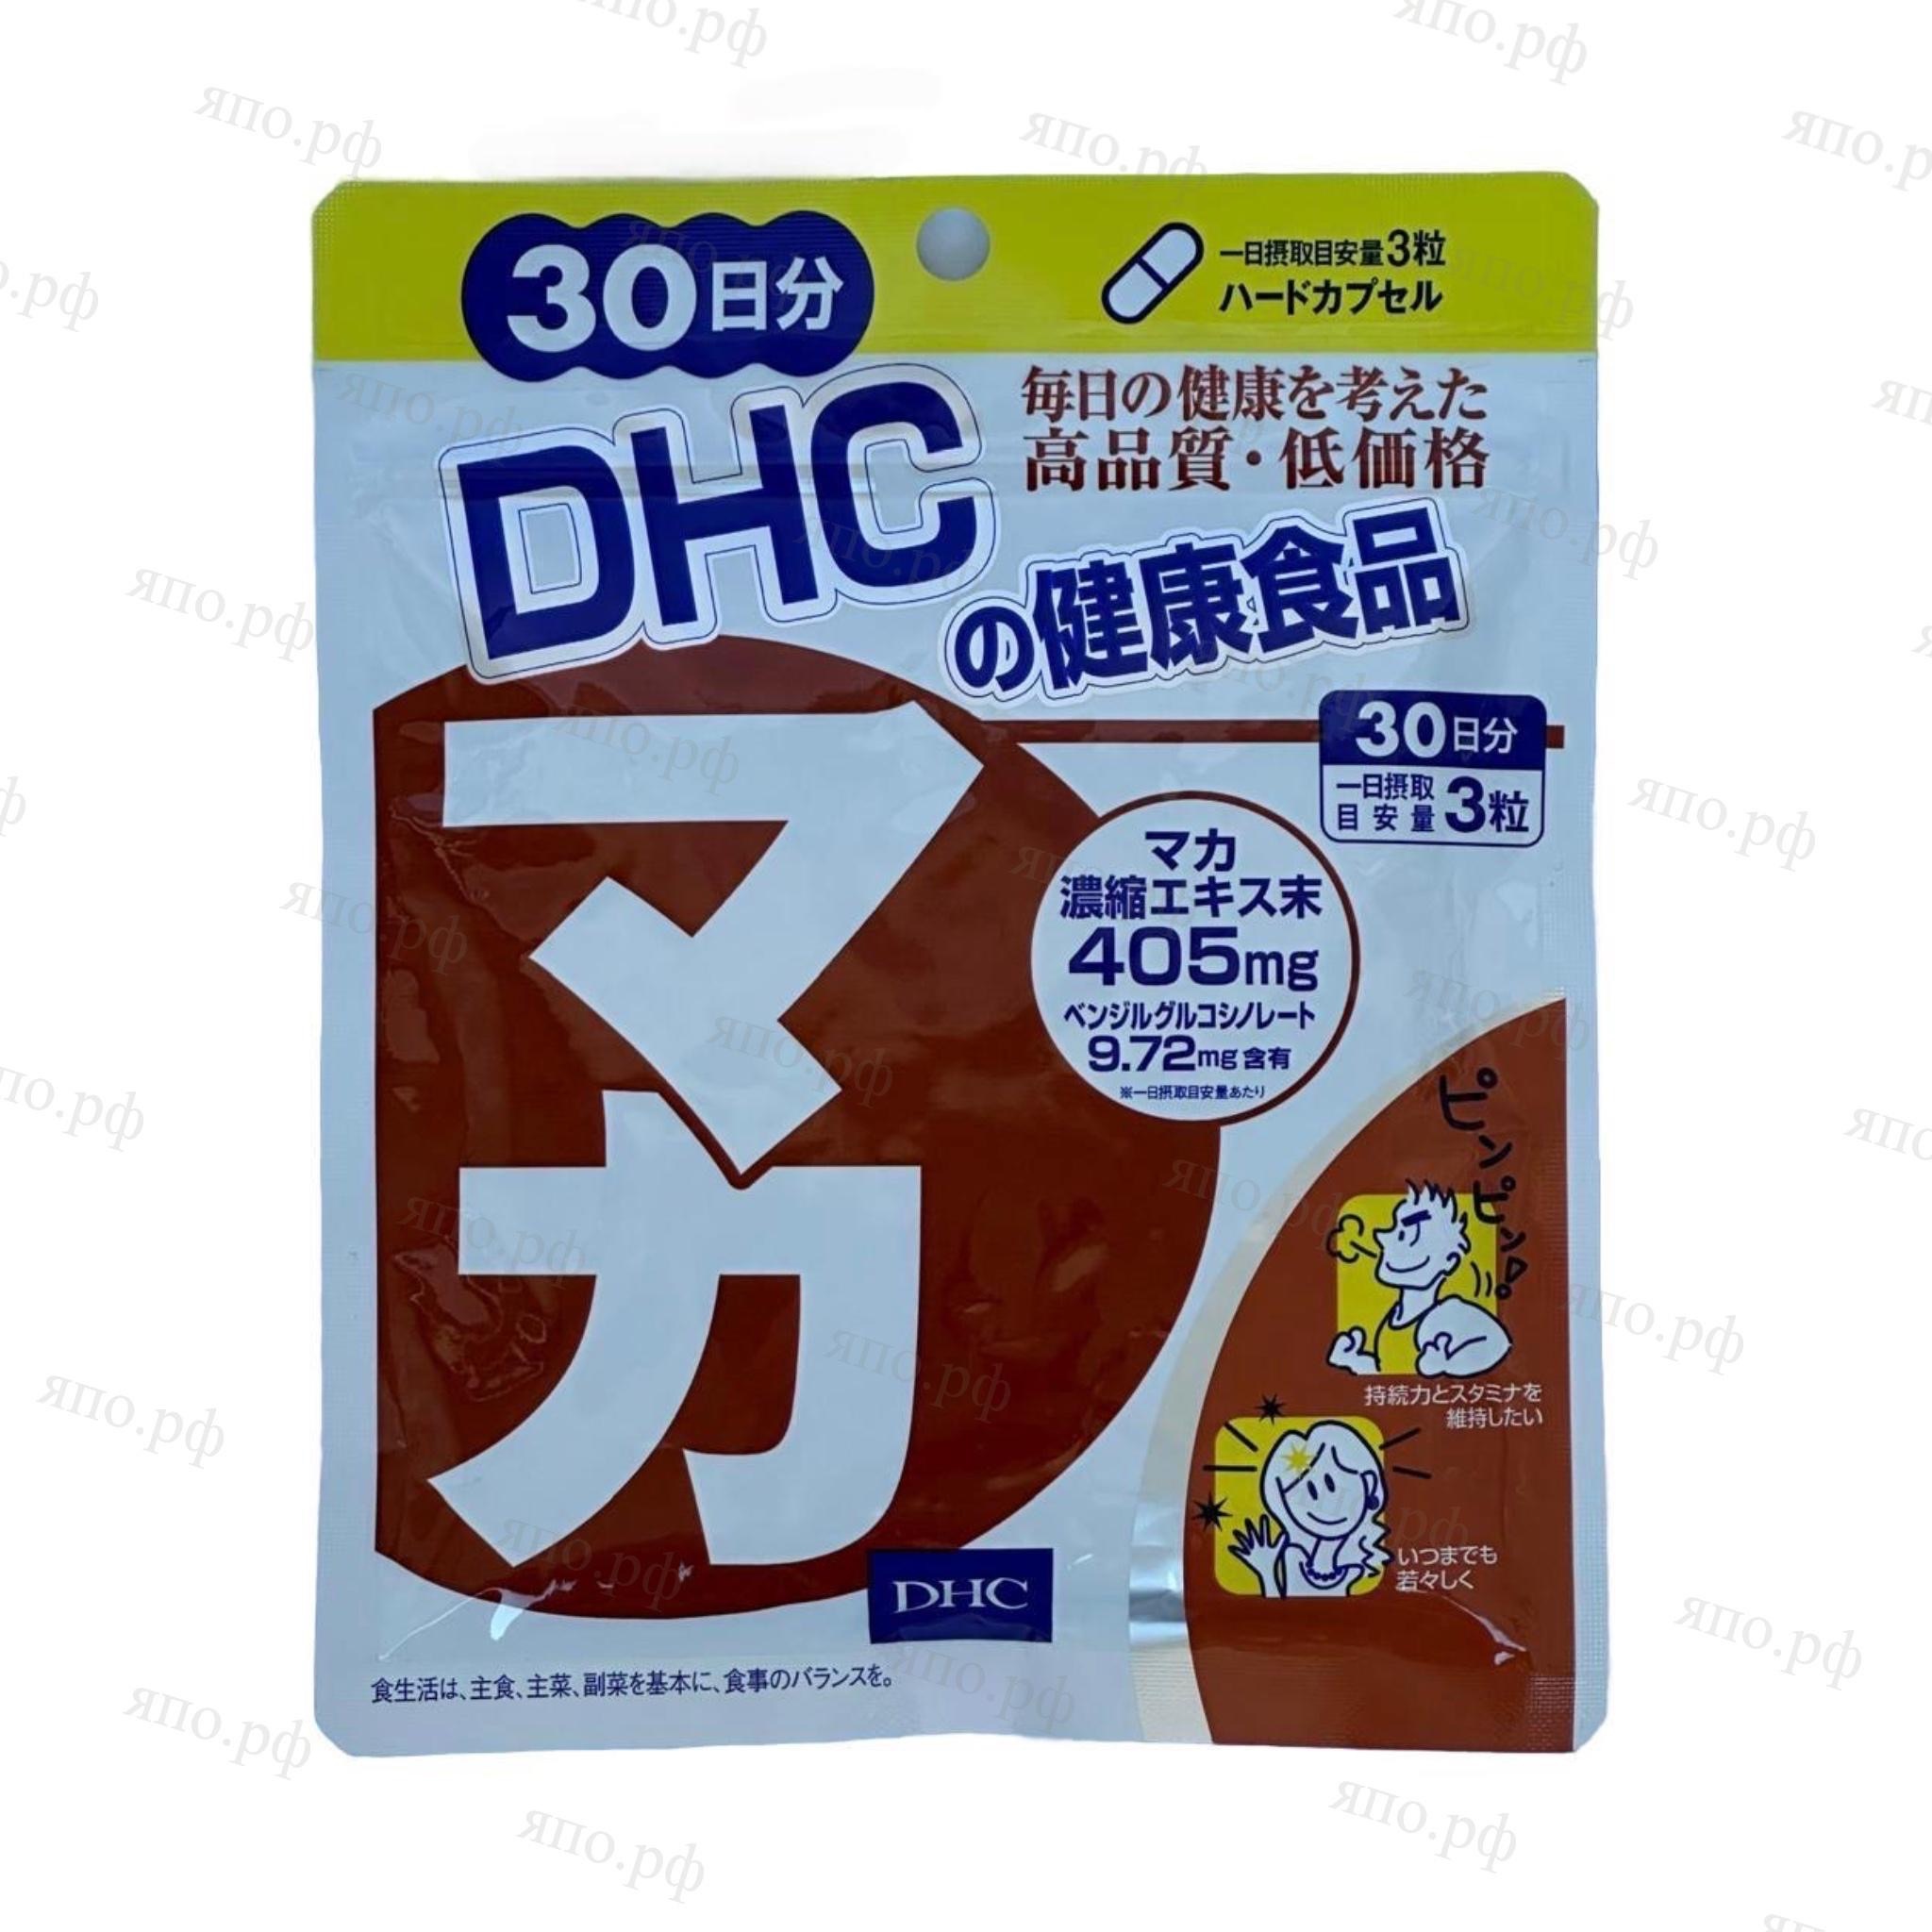 30日分
一日摂取目安量3粒
ハードカプセル
毎日の健康を考えた
高品質・低価格
DHC
の健康食品
マカ
30日分
一日摂取
目安量 3粒
マカ
濃縮エキス末
405mg
ベンジルグルコシノレート
9.72mg含有
※一日摂取目安量あたり
ピンピン!
持続力とスタミナを
維持したい
いつまでも
若々しく
DHC
食生活は、主食、主菜、副菜を基本に、食事のバランスを。
япо.рф